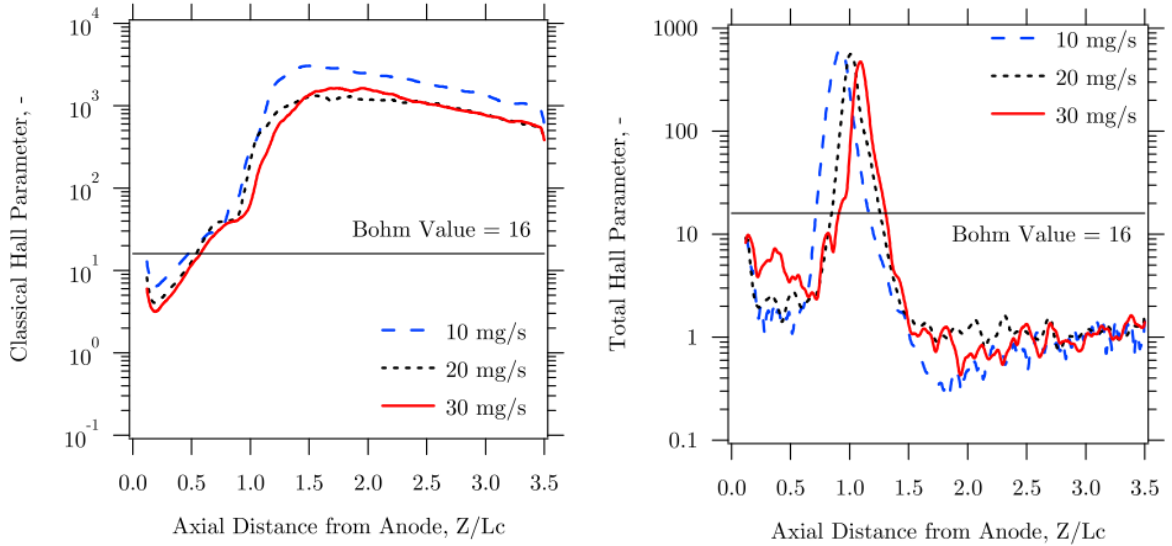 Classical Hall Parameter, -
10^4
10^3
10^2
10^1
10^0
10^-1
Bohm Value = 16
10 mg/s
20 mg/s
30 mg/s
0.0 0.5 1.0 1.5 2.0 2.5 3.0 3.5
Axial Distance from Anode, Z/Lc
Total Hall Parameter, -
1000
100
10
1
0.1
10 mg/s
20 mg/s
30 mg/s
Bohm Value = 16
0.0 0.5 1.0 1.5 2.0 2.5 3.0 3.5
Axial Distance from Anode, Z/Lc